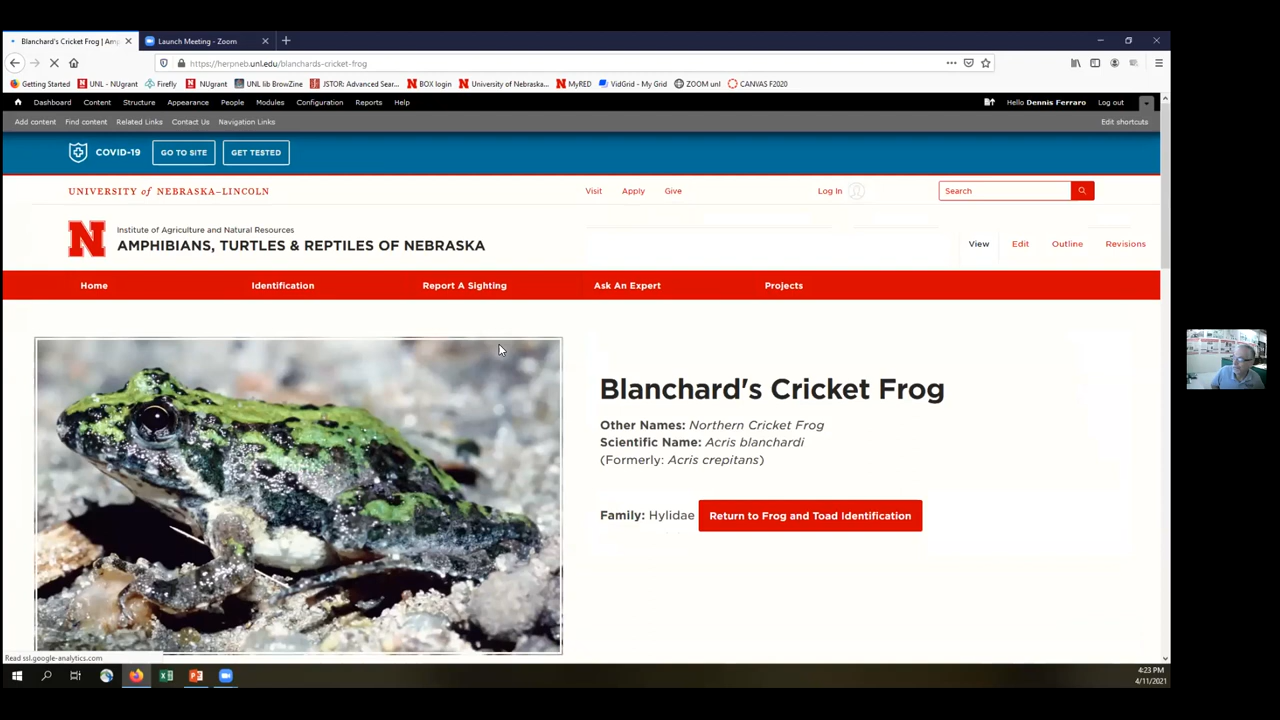 Blanchard's Cricket Frog | Am
Launch Meeting - Zoom
https://herpneb.unl.edu/blanchards-cricket-frog
Getting Started UNL - NUgrant Firefly NUgrant UNL lib BrowZine JSTOR: Advanced Sear... BOX login University of Nebraska... MyRED VidGrid - My Grid ZOOM unl CANVAS F2020
Dashboard Content Structure Appearance People Modules Configuration Reports Help Hello Dennis Ferraro Log out
Add content Find content Related Links Contact Us Navigation Links Edit shortcuts
COVID-19 GO TO SITE GET TESTED
UNIVERSITY of NEBRASKA–LINCOLN Visit Apply Give Log In Search
Institute of Agriculture and Natural Resources
N AMPHIBIANS, TURTLES & REPTILES OF NEBRASKA View Edit Outline Revisions
Home Identification Report A Sighting Ask An Expert Projects
Blanchard's Cricket Frog
Other Names: Northern Cricket Frog
Scientific Name: Acris blanchardi
(Formerly: Acris crepitans)
Family: Hylidae Return to Frog and Toad Identification
Read ssl.google-analytics.com
4:23 PM
4/11/2021